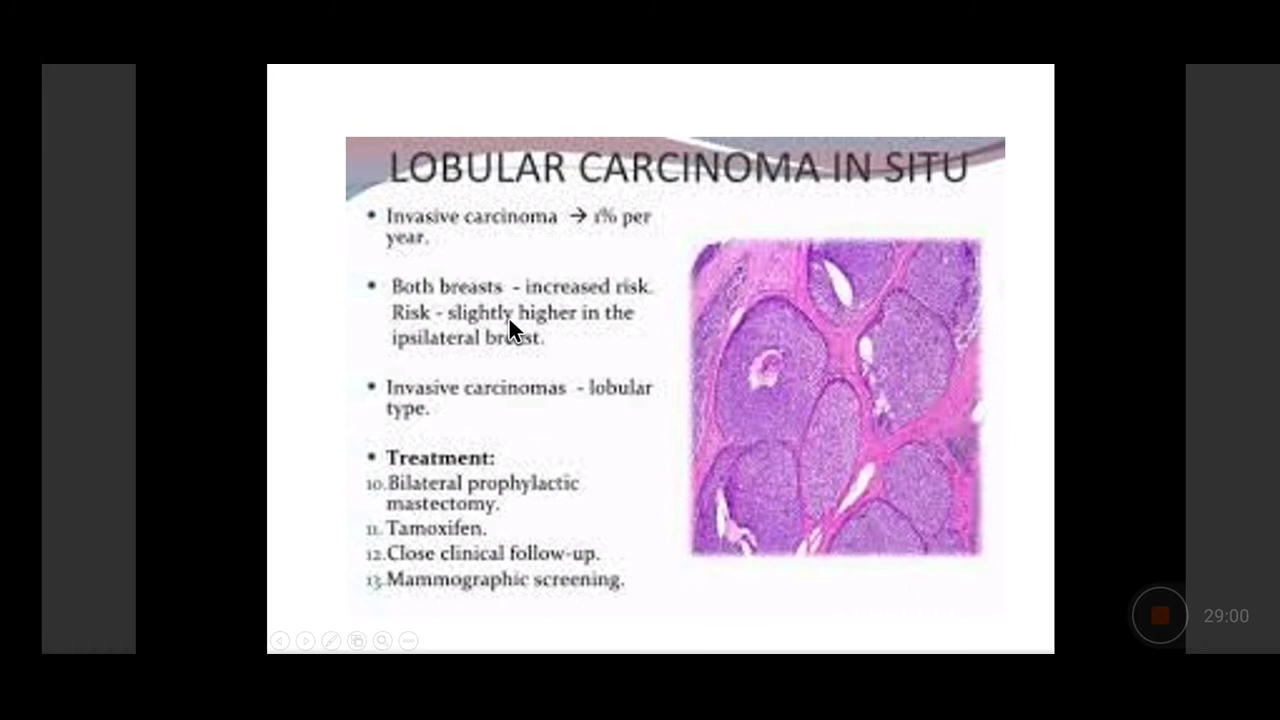 LOBULAR CARCINOMA IN SITU
• Invasive carcinoma → 1% per
year.
• Both breasts - increased risk.
Risk - slightly higher in the
ipsilateral breast.
• Invasive carcinomas - lobular
type.
• Treatment:
10. Bilateral prophylactic
mastectomy.
11. Tamoxifen.
12. Close clinical follow-up.
13. Mammographic screening.
29:00